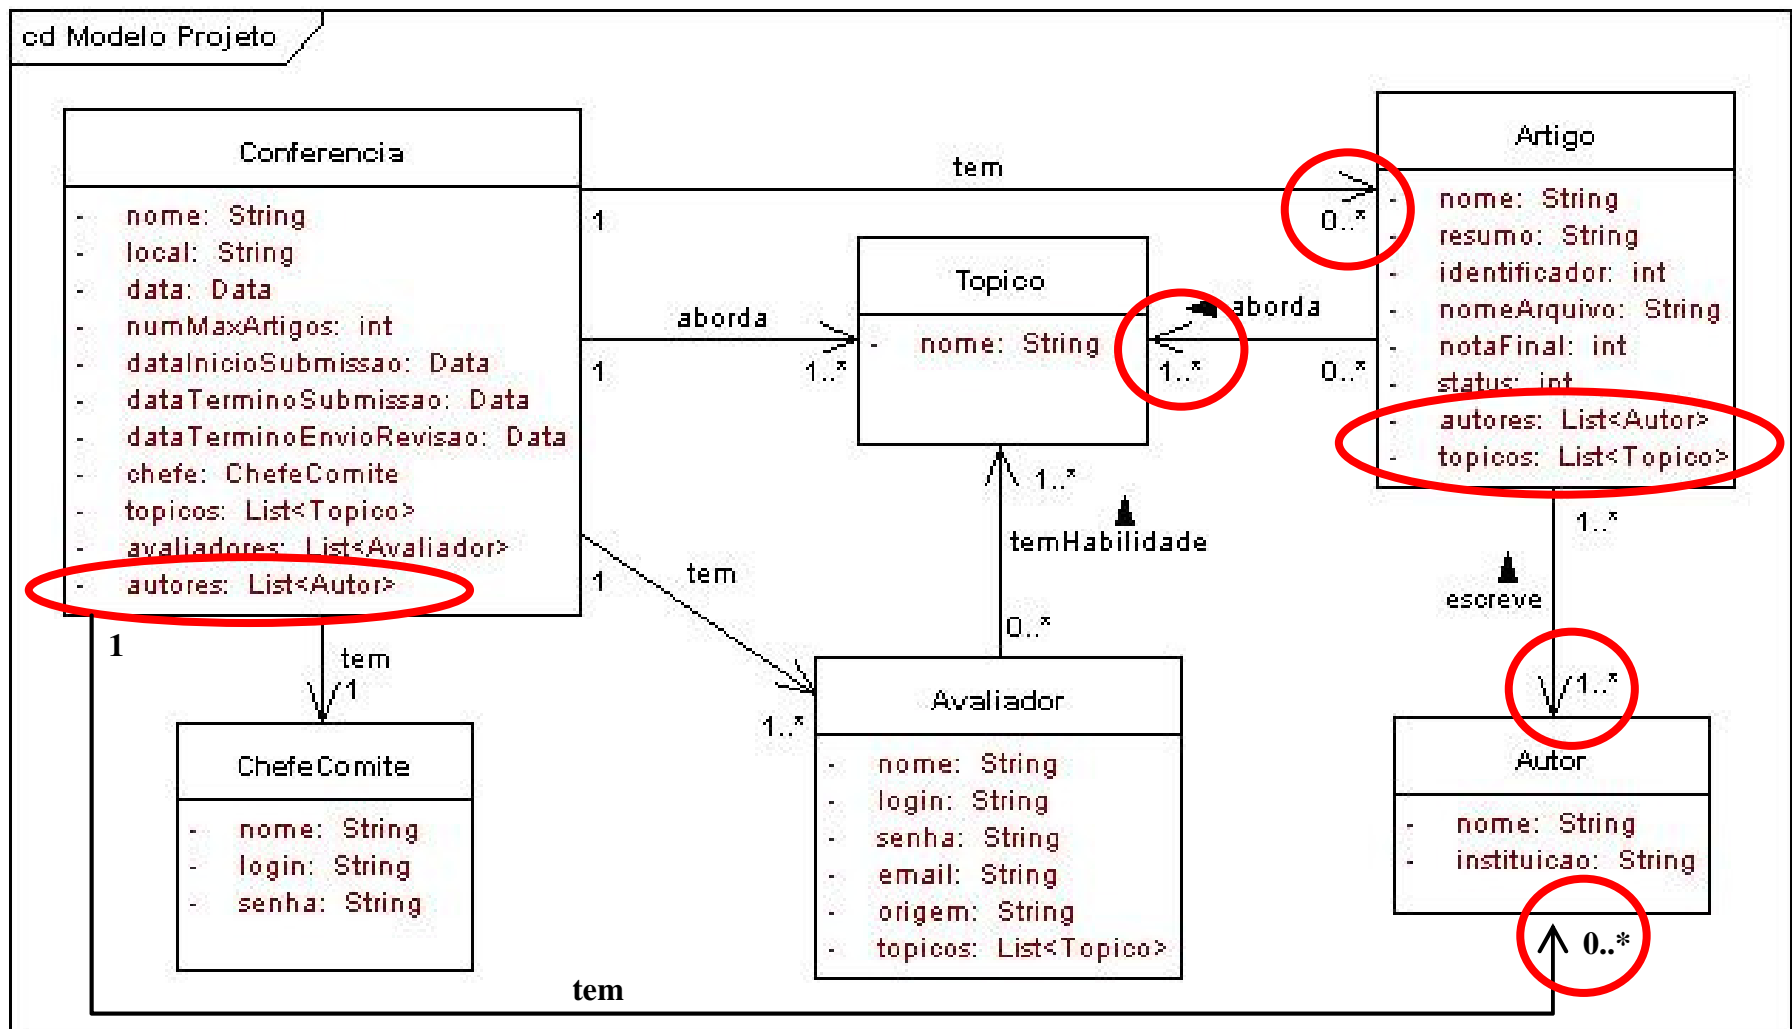 cd Modelo Projeto
Conferencia
- nome: String
- local: String
- data: Data
- numMaxArtigos: int
- dataInicioSubmissao: Data
- dataTerminoSubmissao: Data
- dataTerminoEnvioRevisao: Data
- chefe: ChefeComite
- topicos: List<Topico>
- avaliadores: List<Avaliador>
- autores: List<Autor>
tem
1
0..*
Artigo
- nome: String
- resumo: String
- identificador: int
- nomeArquivo: String
- notaFinal: int
- status: int
- autores: List<Autor>
- topicos: List<Topico>
Topico
- nome: String
aborda
1
1..*
aborda
1..*
0..*
1..*
temHabilidade
0..*
tem
1
1..*
1..*
escreve
1..*
1
tem
1
ChefeComite
- nome: String
- login: String
- senha: String
Avaliador
- nome: String
- login: String
- senha: String
- email: String
- origem: String
- topicos: List<Topico>
Autor
- nome: String
- instituicao: String
0..*
tem